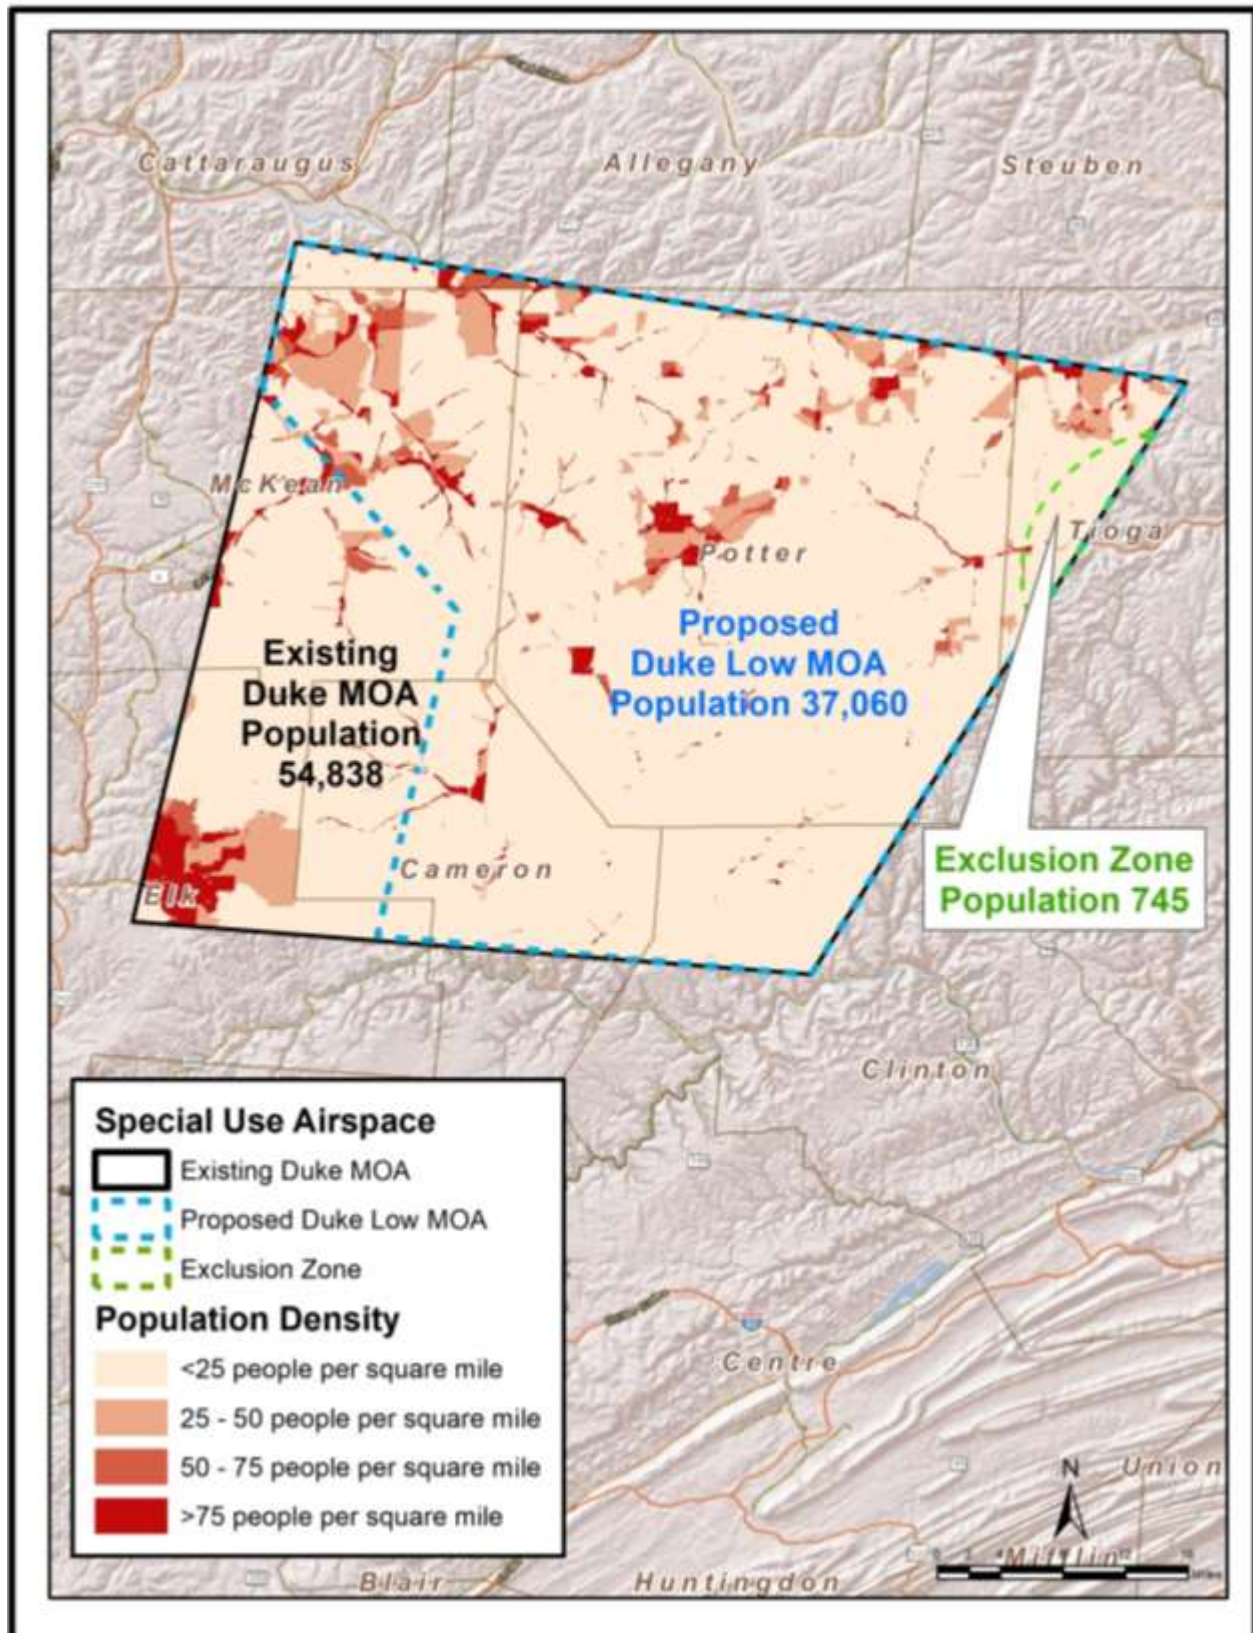 Cattaraugus
Allegany
Steuben
McKean
Potter
Tioga
Existing
Duke MOA
Population
54,838
Proposed
Duke Low MOA
Population 37,060
Exclusion Zone
Population 745
Cameron
Elk
Clinton
Special Use Airspace
Existing Duke MOA
Proposed Duke Low MOA
Exclusion Zone
Population Density
<25 people per square mile
25 - 50 people per square mile
50 - 75 people per square mile
>75 people per square mile
Centre
N
Union
Mifflin
Blair
Huntingdon